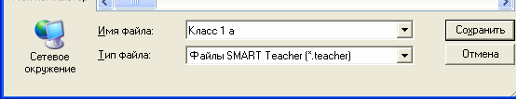 Имя файла: Класс 1 а Сохранить
Тип файла: Файлы SMART Teacher (*.teacher) Отмена
Сетевое
окружение